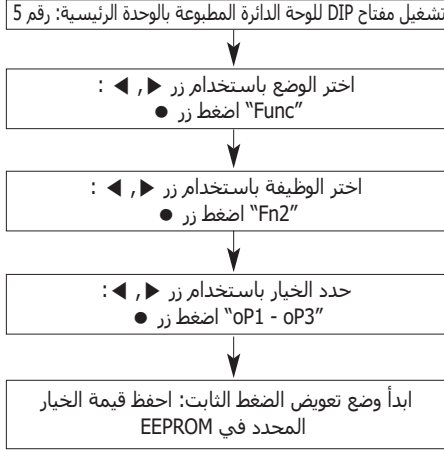 تشغيل مفتاح DIP للوحة الدائرة المطبوعة بالوحدة الرئيسية: رقم 5
اختر الوضع باستخدام زر ▶ , ◀ :
"Func" اضغط زر ●
اختر الوظيفة باستخدام زر ▶ , ◀ :
"Fn2" اضغط زر ●
حدد الخيار باستخدام زر ▶ , ◀ :
"oP1 - oP3" اضغط زر ●
ابدأ وضع تعويض الضغط الثابت: احفظ قيمة الخيار
المحدد في EEPROM